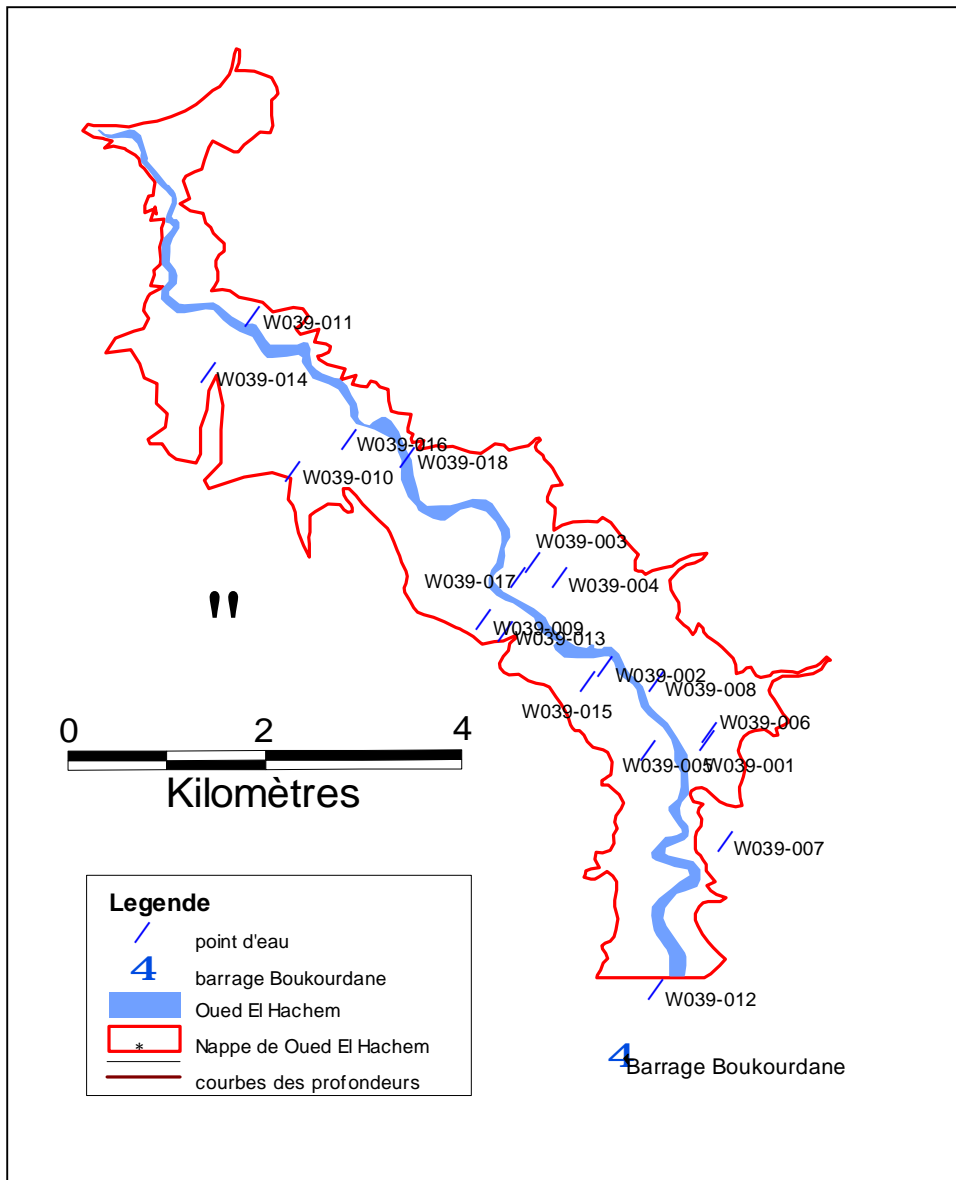 W039-011
W039-014
W039-016
W039-018
W039-010
W039-003
W039-017
W039-004
"
W039-009
W039-013
W039-002
W039-008
W039-015
W039-006
0 2 4
W039-005
W039-001
Kilomètres
W039-007
Legende
point d'eau
4 barrage Boukourdane
Oued El Hachem
* Nappe de Oued El Hachem
courbes des profondeurs
W039-012
4 Barrage Boukourdane